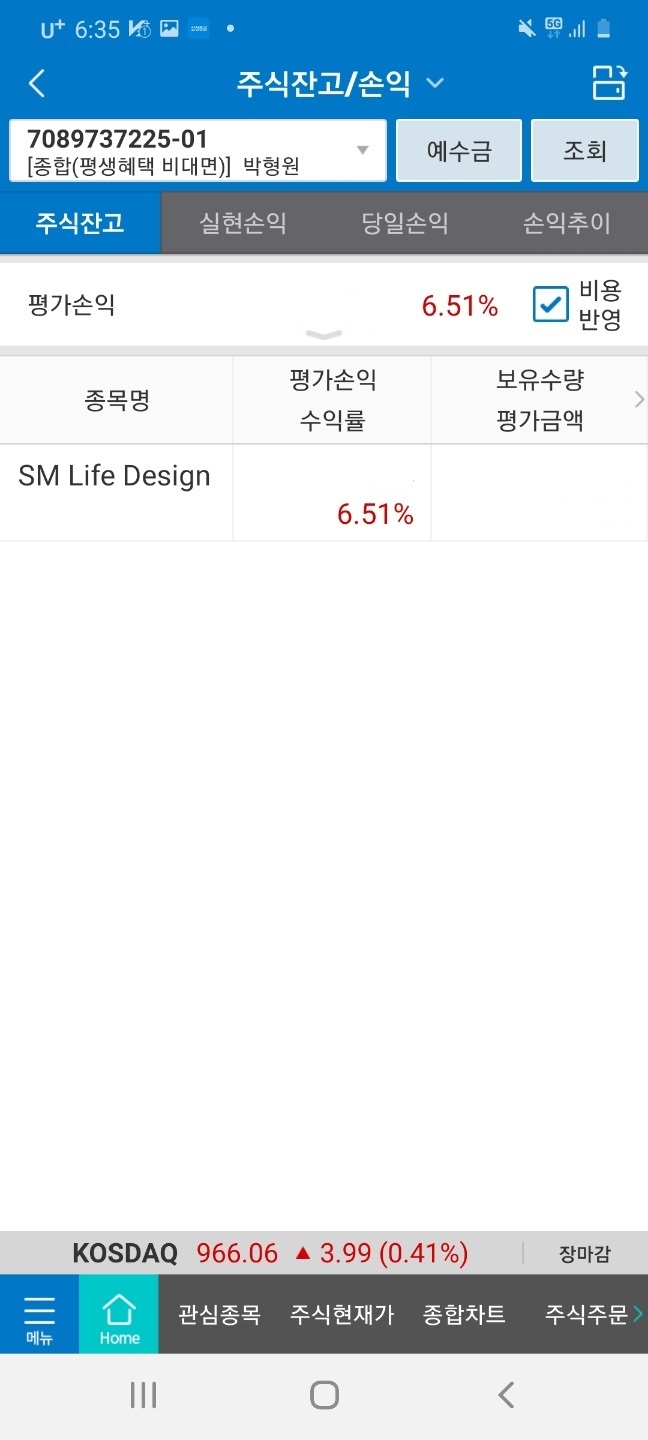 U+ 6:35 5G
주식잔고/손익
7089737225-01
[종합(평생혜택 비대면)] 박형원
예수금
조회
주식잔고 실현손익 당일손익 손익추이
평가손익 6.51% 비용
반영
종목명 평가손익 보유수량
수익률 평가금액
SM Life Design
6.51%
KOSDAQ 966.06 ▲ 3.99 (0.41%) 장마감
메뉴 Home 관심종목 주식현재가 종합차트 주식주문